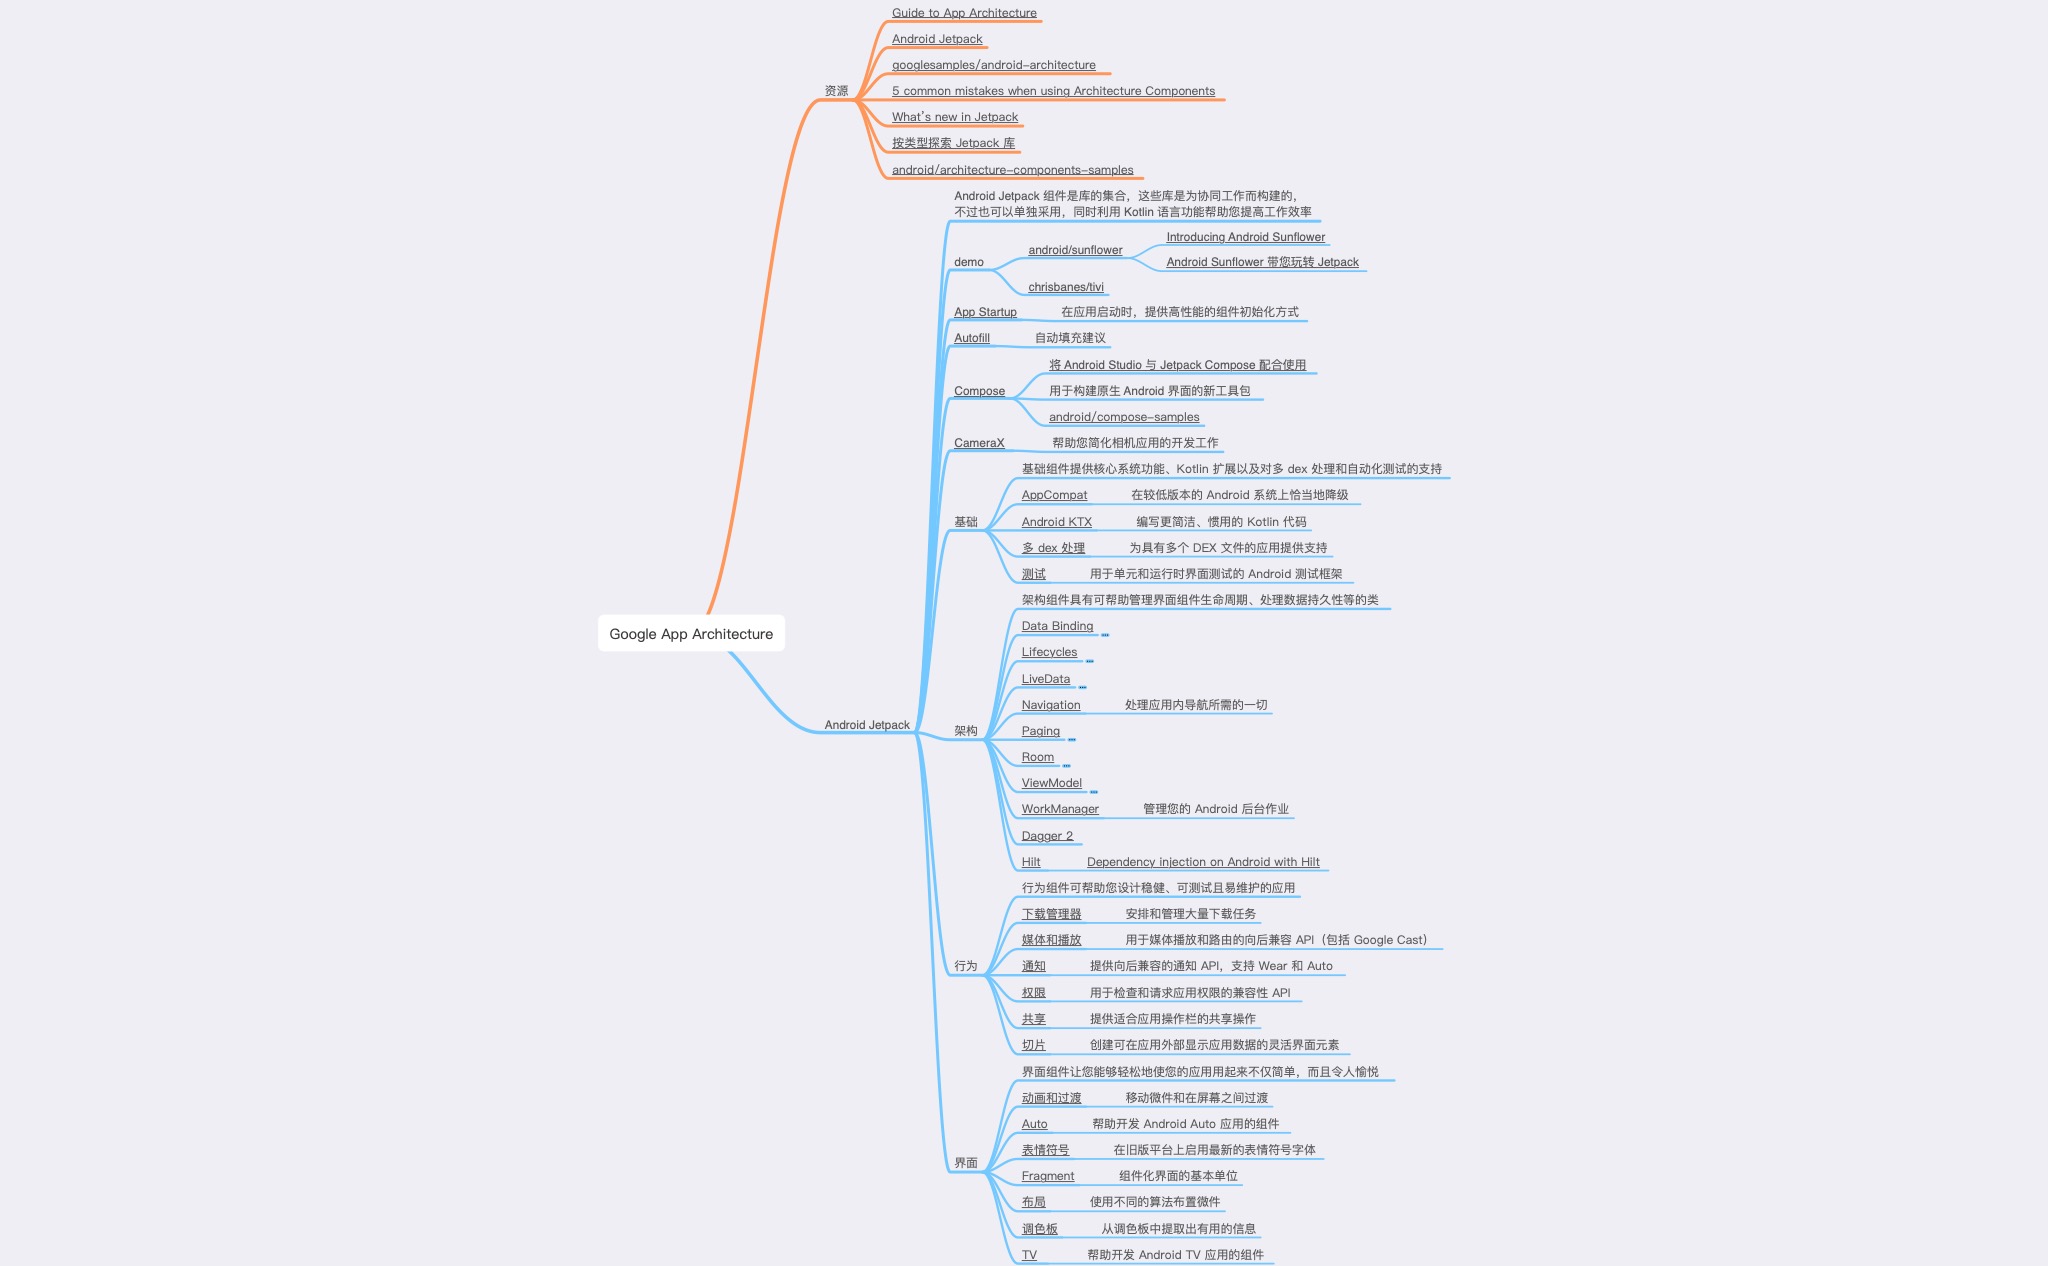 Guide to App Architecture
Android Jetpack
googlesamples/android-architecture
资源
5 common mistakes when using Architecture Components
What's new in Jetpack
按类型探索 Jetpack 库
android/architecture-components-samples
Android Jetpack 组件是库的集合，这些库是为协同工作而构建的，
不过也可以单独采用，同时利用 Kotlin 语言功能帮助您提高工作效率
demo
android/sunflower
Introducing Android Sunflower
Android Sunflower 带您玩转 Jetpack
chrisbanes/tivi
App Startup 在应用启动时，提供高性能的组件初始化方式
Autofill 自动填充建议
将 Android Studio 与 Jetpack Compose 配合使用
Compose 用于构建原生 Android 界面的新工具包
android/compose-samples
CameraX 帮助您简化相机应用的开发工作
基础组件提供核心系统功能、Kotlin 扩展以及对多 dex 处理和自动化测试的支持
AppCompat 在较低版本的 Android 系统上恰当地降级
基础
Android KTX 编写更简洁、惯用的 Kotlin 代码
多 dex 处理 为具有多个 DEX 文件的应用提供支持
测试 用于单元和运行时界面测试的 Android 测试框架
Google App Architecture
Android Jetpack
架构组件具有可帮助管理界面组件生命周期、处理数据持久性等的类
Data Binding
Lifecycles
LiveData
Navigation 处理应用内导航所需的一切
架构
Paging
Room
ViewModel
WorkManager 管理您的 Android 后台作业
Dagger 2
Hilt Dependency injection on Android with Hilt
行为组件可帮助您设计稳健、可测试且易维护的应用
下载管理器 安排和管理大量下载任务
媒体和播放 用于媒体播放和路由的向后兼容 API（包括 Google Cast）
行为
通知 提供向后兼容的通知 API，支持 Wear 和 Auto
权限 用于检查和请求应用权限的兼容性 API
共享 提供适合应用操作栏的共享操作
切片 创建可在应用外部显示应用数据的灵活界面元素
界面组件让您能够轻松地使您的应用用起来不仅简单，而且令人愉悦
动画和过渡 移动微件和在屏幕之间过渡
Auto 帮助开发 Android Auto 应用的组件
表情符号 在旧版平台上启用最新的表情符号字体
界面
Fragment 组件化界面的基本单位
布局 使用不同的算法布置微件
调色板 从调色板中提取出有用的信息
TV 帮助开发 Android TV 应用的组件